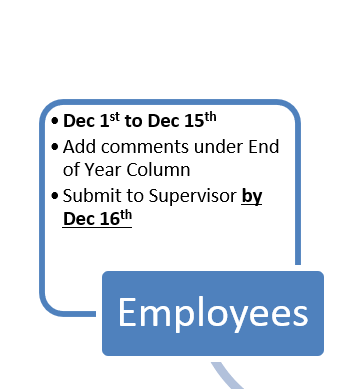 • Dec 1st to Dec 15th
• Add comments under End
of Year Column
• Submit to Supervisor by
Dec 16th
Employees